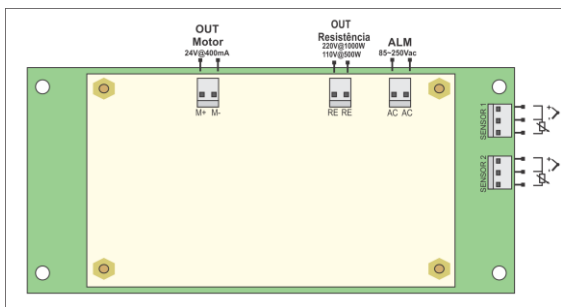 OUT
Motor
24V@400mA
OUT
Resistência
220V@1000W
110V@500W
ALM
85~250Vac
M+ M-
RE RE
AC AC
SENSOR 1
SENSOR 2
+
-
+
-